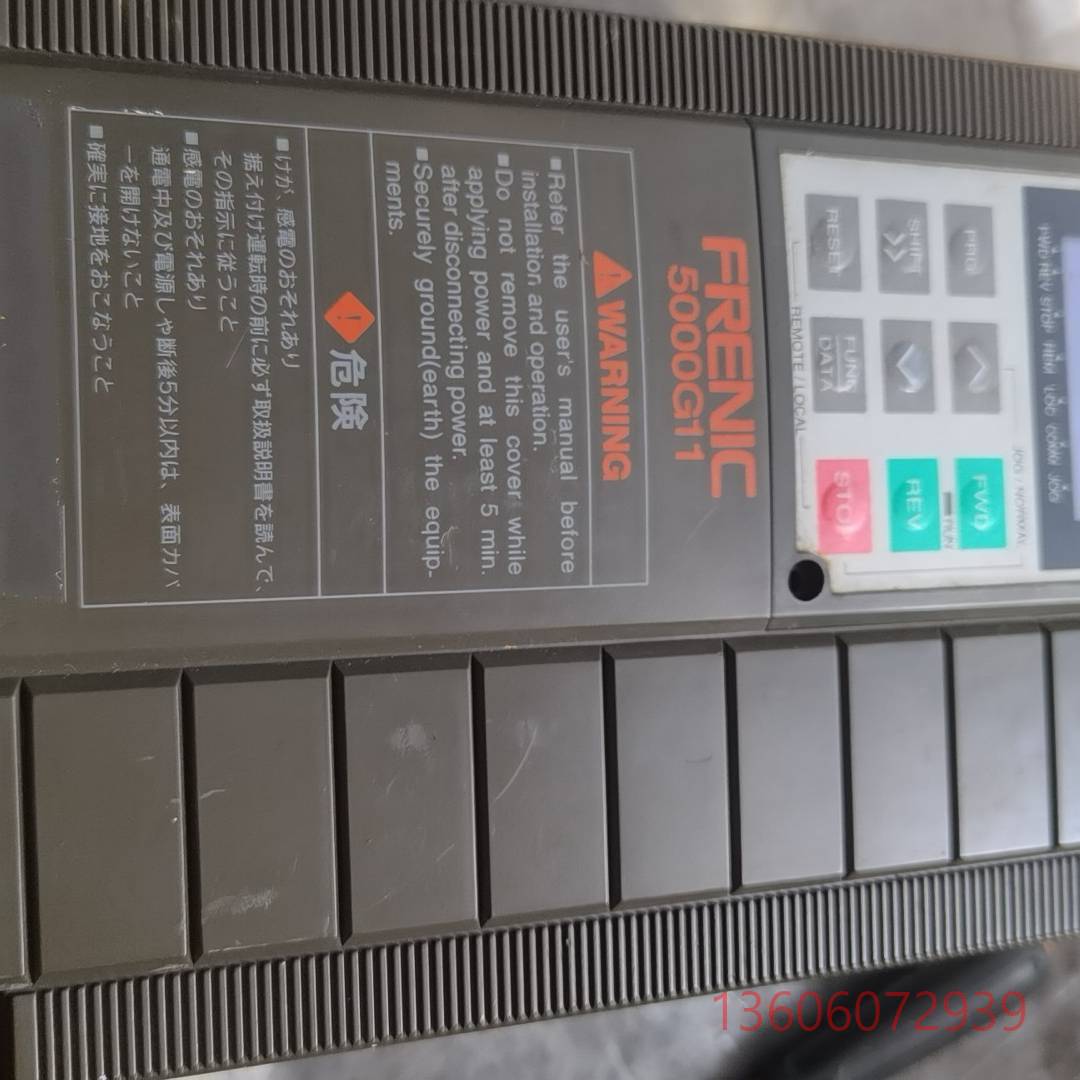 PRG
SHIFT
RESET
FUNC
DATA
REMOTE / LOCAL
JOG / NORMAL
FWD
RUN
REV
STOP
FRENIC
5000G11
WARNING
■Refer the user's manual before
installation and operation.
■Do not remove this cover while
applying power and at least 5 min.
after disconnecting power.
■Securely ground(earth) the equip-
ments.
危険
■けが、感電のおそれあり
据え付け運転時の前に必ず取扱説明書を読んで、
その指示に従うこと
■感電のおそれあり
通電中及び電源しゃ断後5分以内は、表面カバ
ーを開けないこと
■確実に接地をおこなうこと
13606072939